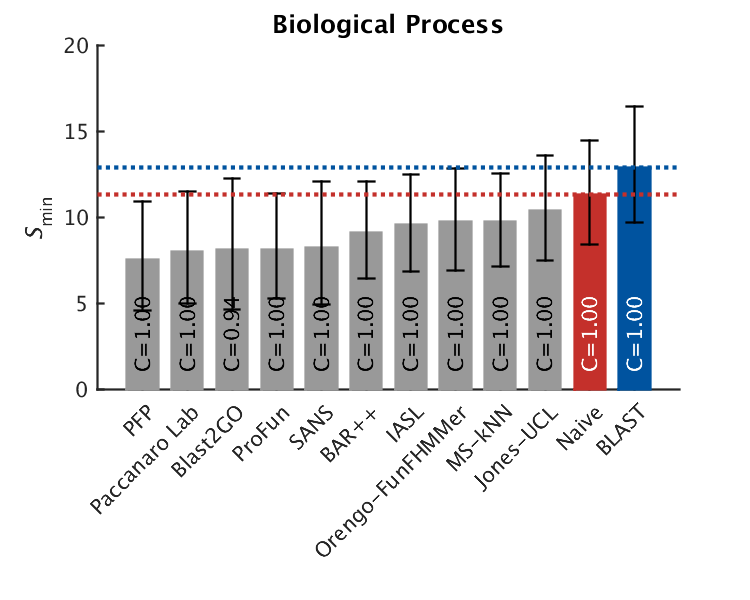 Biological Process
20
15
10
5
0
Smin
C=1.00
C=1.00
C=0.94
C=1.00
C=1.00
C=1.00
C=1.00
C=1.00
C=1.00
C=1.00
C=1.00
C=1.00
PFP
Paccanaro Lab
Blast2GO
ProFun
SANS
BAR++
IASL
Orengo-FunFHMMer
MS-kNN
Jones-UCL
Naive
BLAST